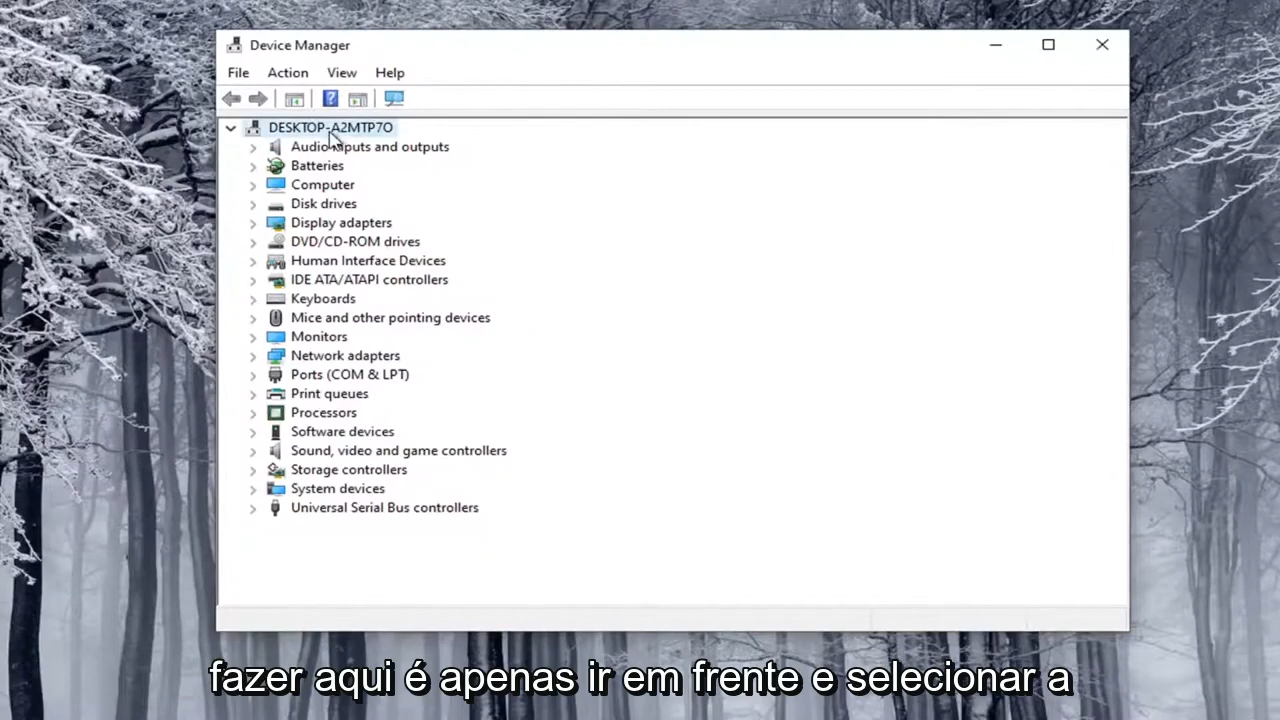 Device Manager
File Action View Help
DESKTOP-A2MTP7O
Audio inputs and outputs
Batteries
Computer
Disk drives
Display adapters
DVD/CD-ROM drives
Human Interface Devices
IDE ATA/ATAPI controllers
Keyboards
Mice and other pointing devices
Monitors
Network adapters
Ports (COM & LPT)
Print queues
Processors
Software devices
Sound, video and game controllers
Storage controllers
System devices
Universal Serial Bus controllers
fazer aqui é apenas ir em frente e selecionar a